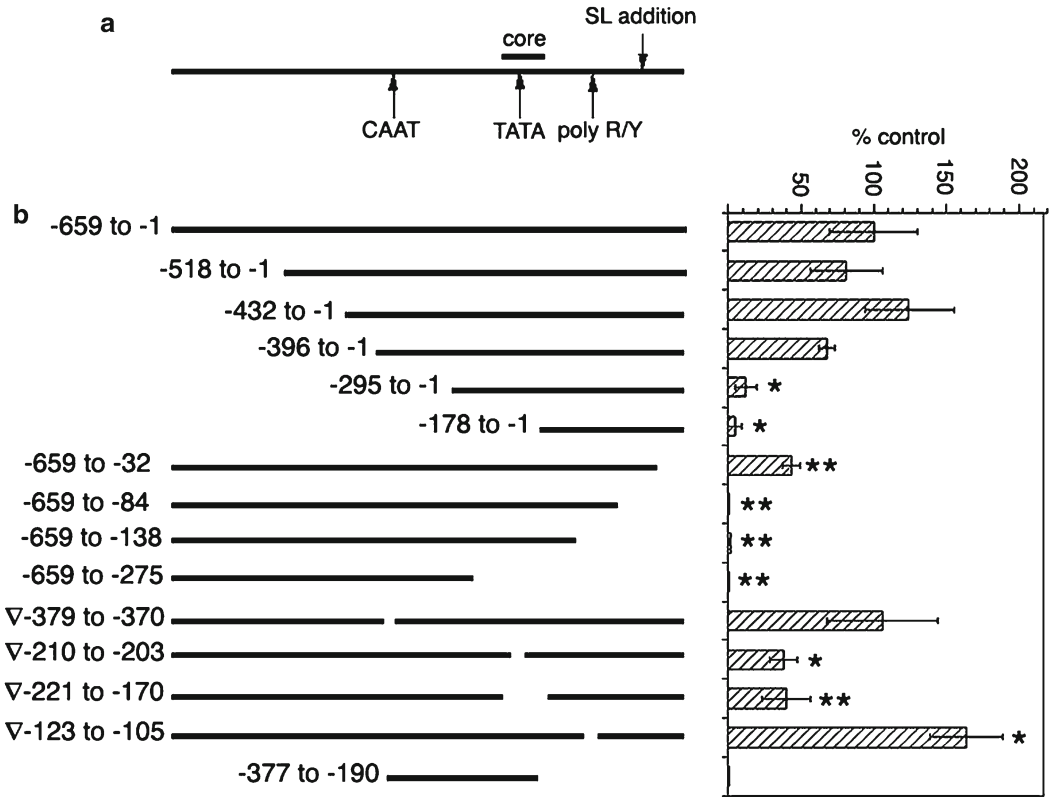 a
SL addition
core
CAAT
TATA
poly R/Y
% control
50
100
150
200
b
-659 to -1
-518 to -1
-432 to -1
-396 to -1
-295 to -1
*
-178 to -1
*
-659 to -32
**
-659 to -84
**
-659 to -138
**
-659 to -275
**
∇-379 to -370
∇-210 to -203
*
∇-221 to -170
**
∇-123 to -105
*
-377 to -190